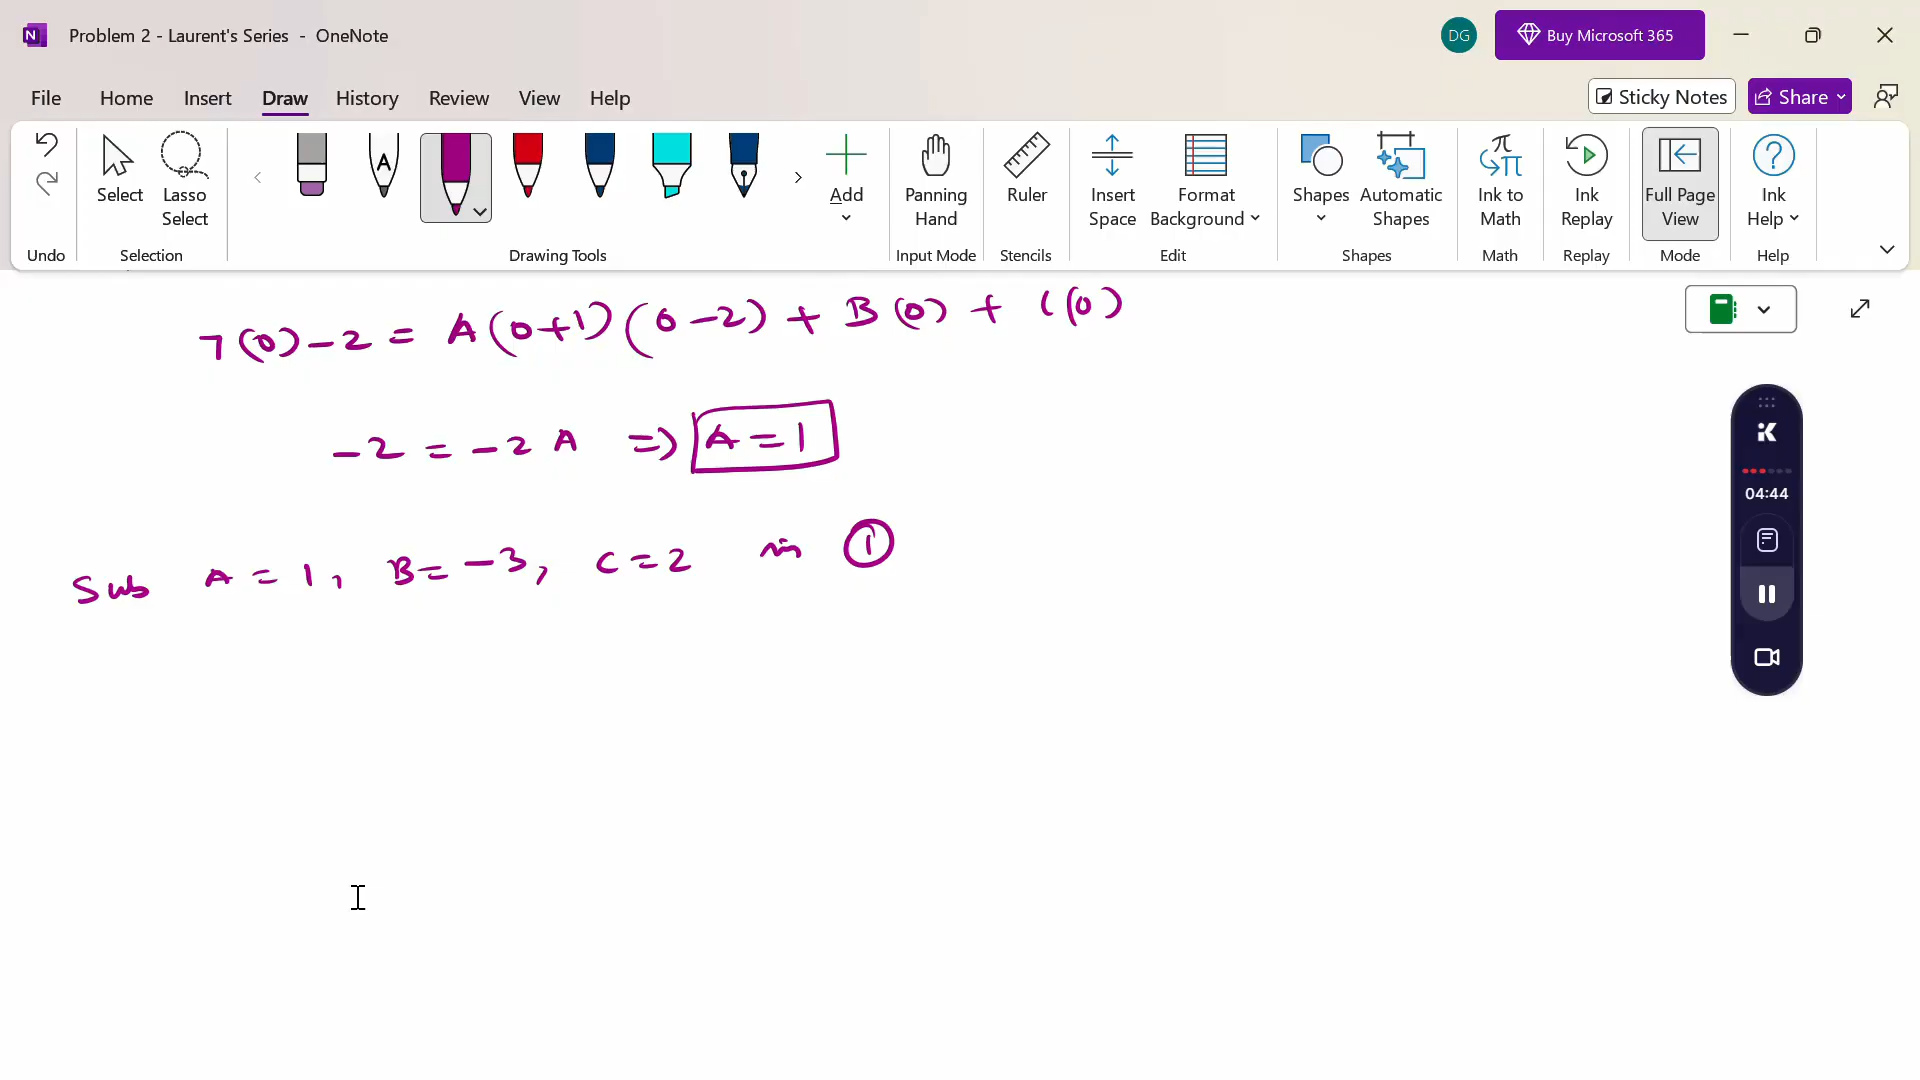 Problem 2 - Laurent's Series - OneNote
DG
Buy Microsoft 365
File Home Insert Draw History Review View Help
Sticky Notes
Share
A
Select
Lasso Select
Add
Panning Hand
Ruler
Insert Space
Format Background
Shapes
Automatic Shapes
Ink to Math
Ink Replay
Full Page View
Ink Help
Undo
Selection
Drawing Tools
Input Mode
Stencils
Edit
Shapes
Math
Replay
Mode
Help
7(0)-2 = A(0+1)(0-2) + B(0) + C(0)
-2 = -2A => A = 1
Sub A = 1, B = -3, C = 2 in ①
04:44